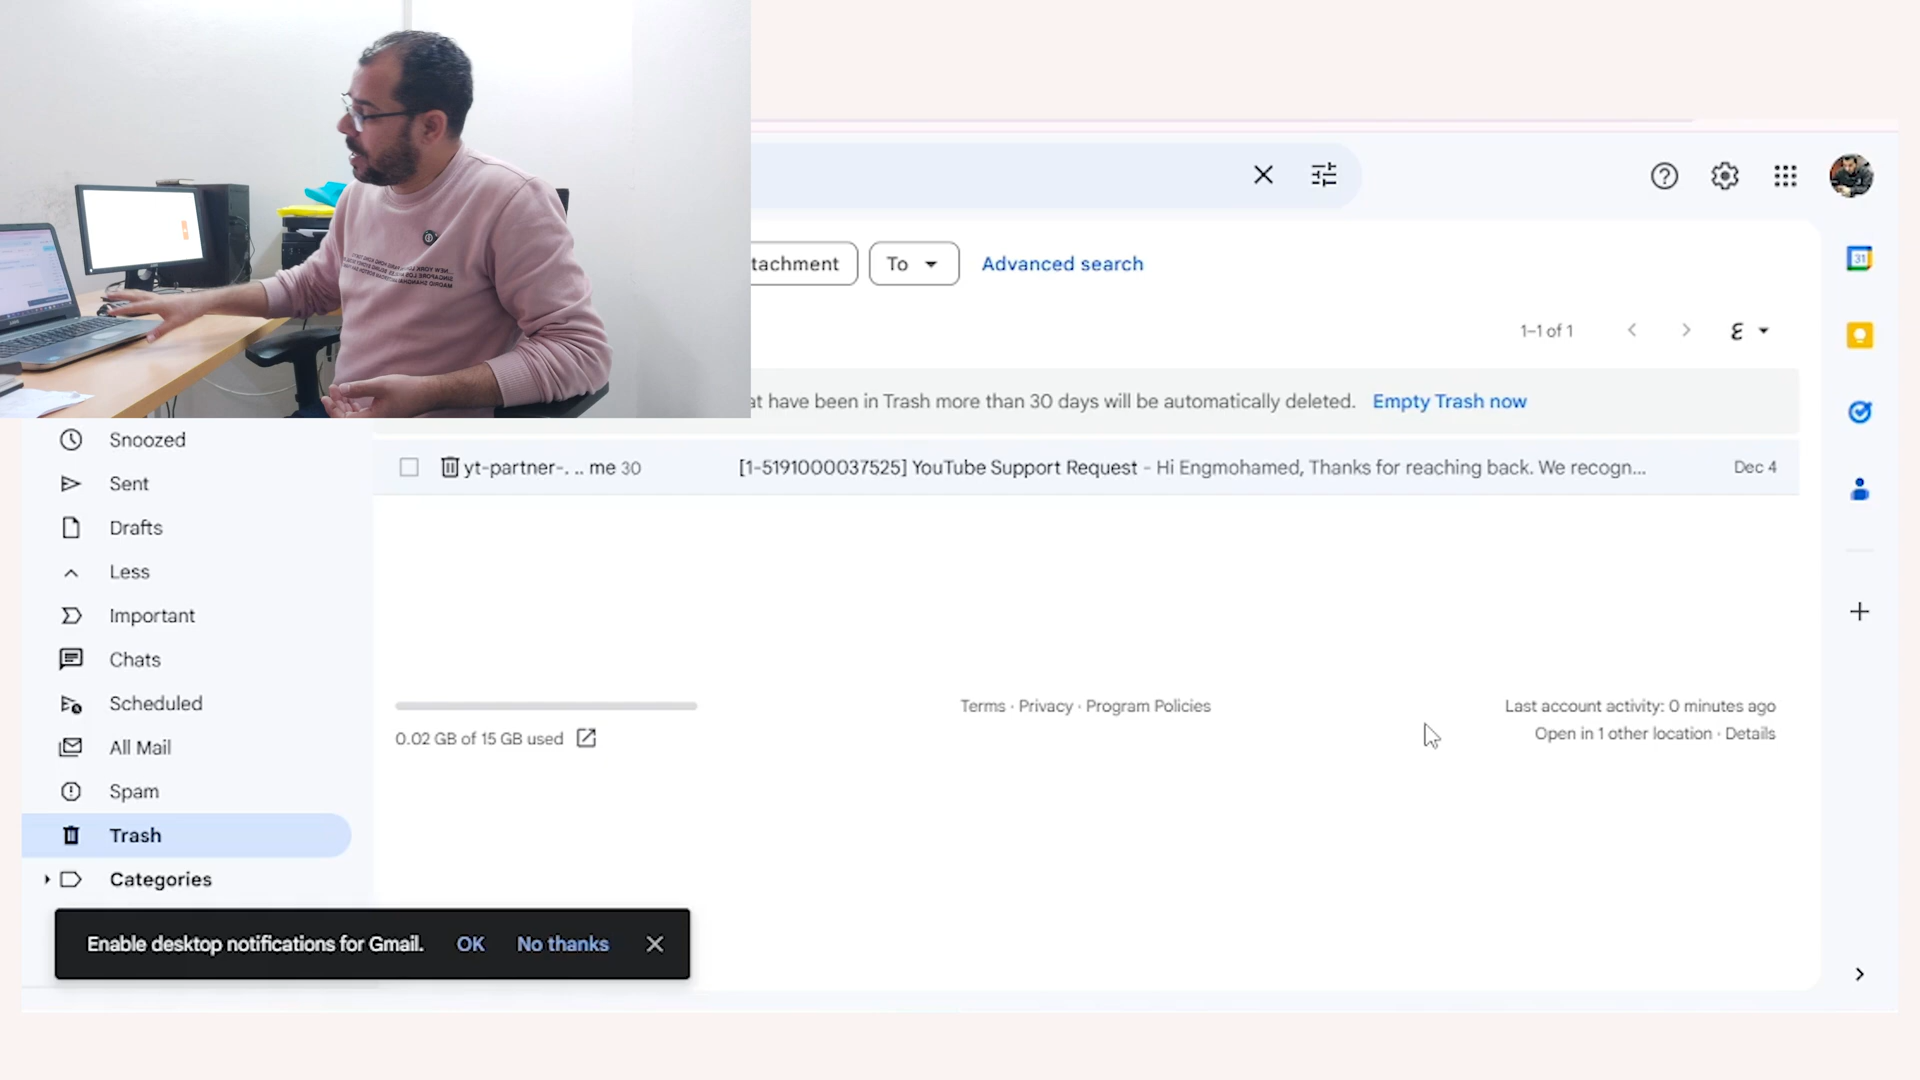 tachment
To
Advanced search
1–1 of 1
at have been in Trash more than 30 days will be automatically deleted. Empty Trash now
Snoozed
yt-partner-. .. me 30
[1-5191000037525] YouTube Support Request - Hi Engmohamed, Thanks for reaching back. We recogn...
Dec 4
Sent
Drafts
Less
Important
Chats
Scheduled
All Mail
Spam
Trash
Categories
0.02 GB of 15 GB used
Terms · Privacy · Program Policies
Last account activity: 0 minutes ago
Open in 1 other location · Details
Enable desktop notifications for Gmail. OK No thanks
31